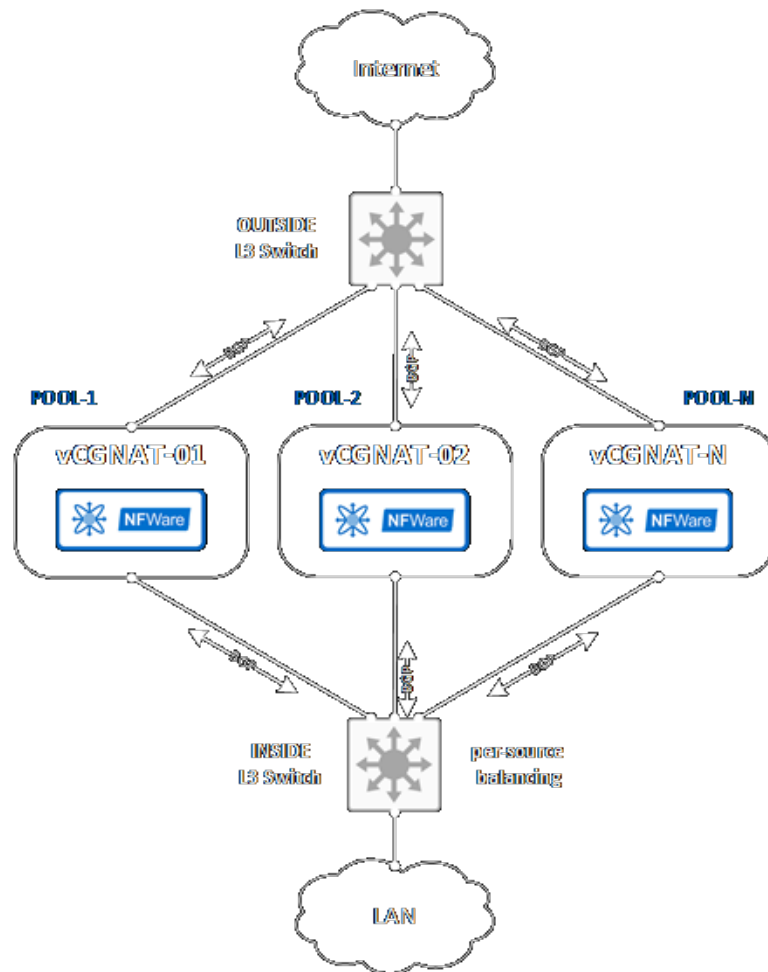 Internet
OUTSIDE
L3 Switch
BGP
BGP
BGP
POOL-1
POOL-2
POOL-N
vCGNAT-01
vCGNAT-02
vCGNAT-N
NFWare
NFWare
NFWare
BGP
BGP
BGP
INSIDE
L3 Switch
per-source
balancing
LAN